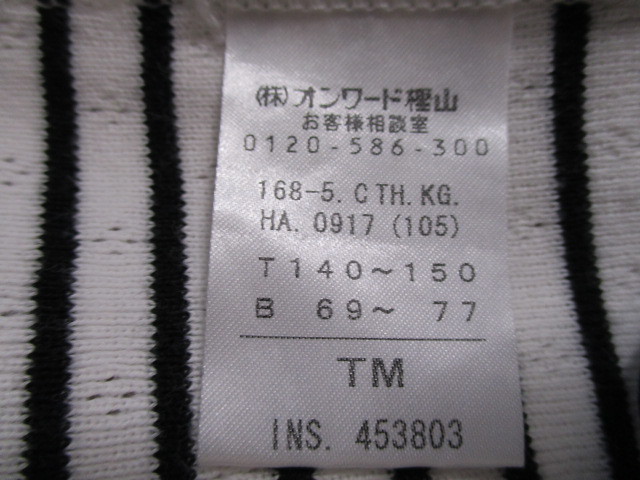 (株)オンワード樫山
お客様相談室
0120-586-300
168-5. CTH. KG.
HA. 0917 (105)
T 140〜150
B 69〜 77
TM
INS. 453803